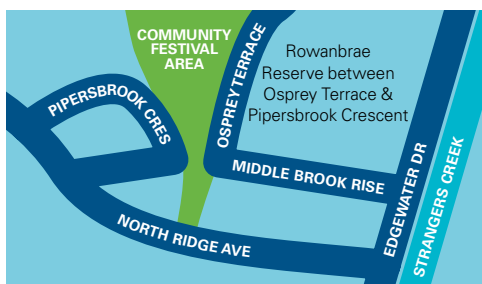 COMMUNITY
FESTIVAL
AREA
OSPREY TERRACE
Rowanbrae
Reserve between
Osprey Terrace &
Pipersbrook Crescent
PIPERSBROOK CRES
MIDDLE BROOK RISE
EDGEWATER DR
STRANGERS CREEK
NORTH RIDGE AVE